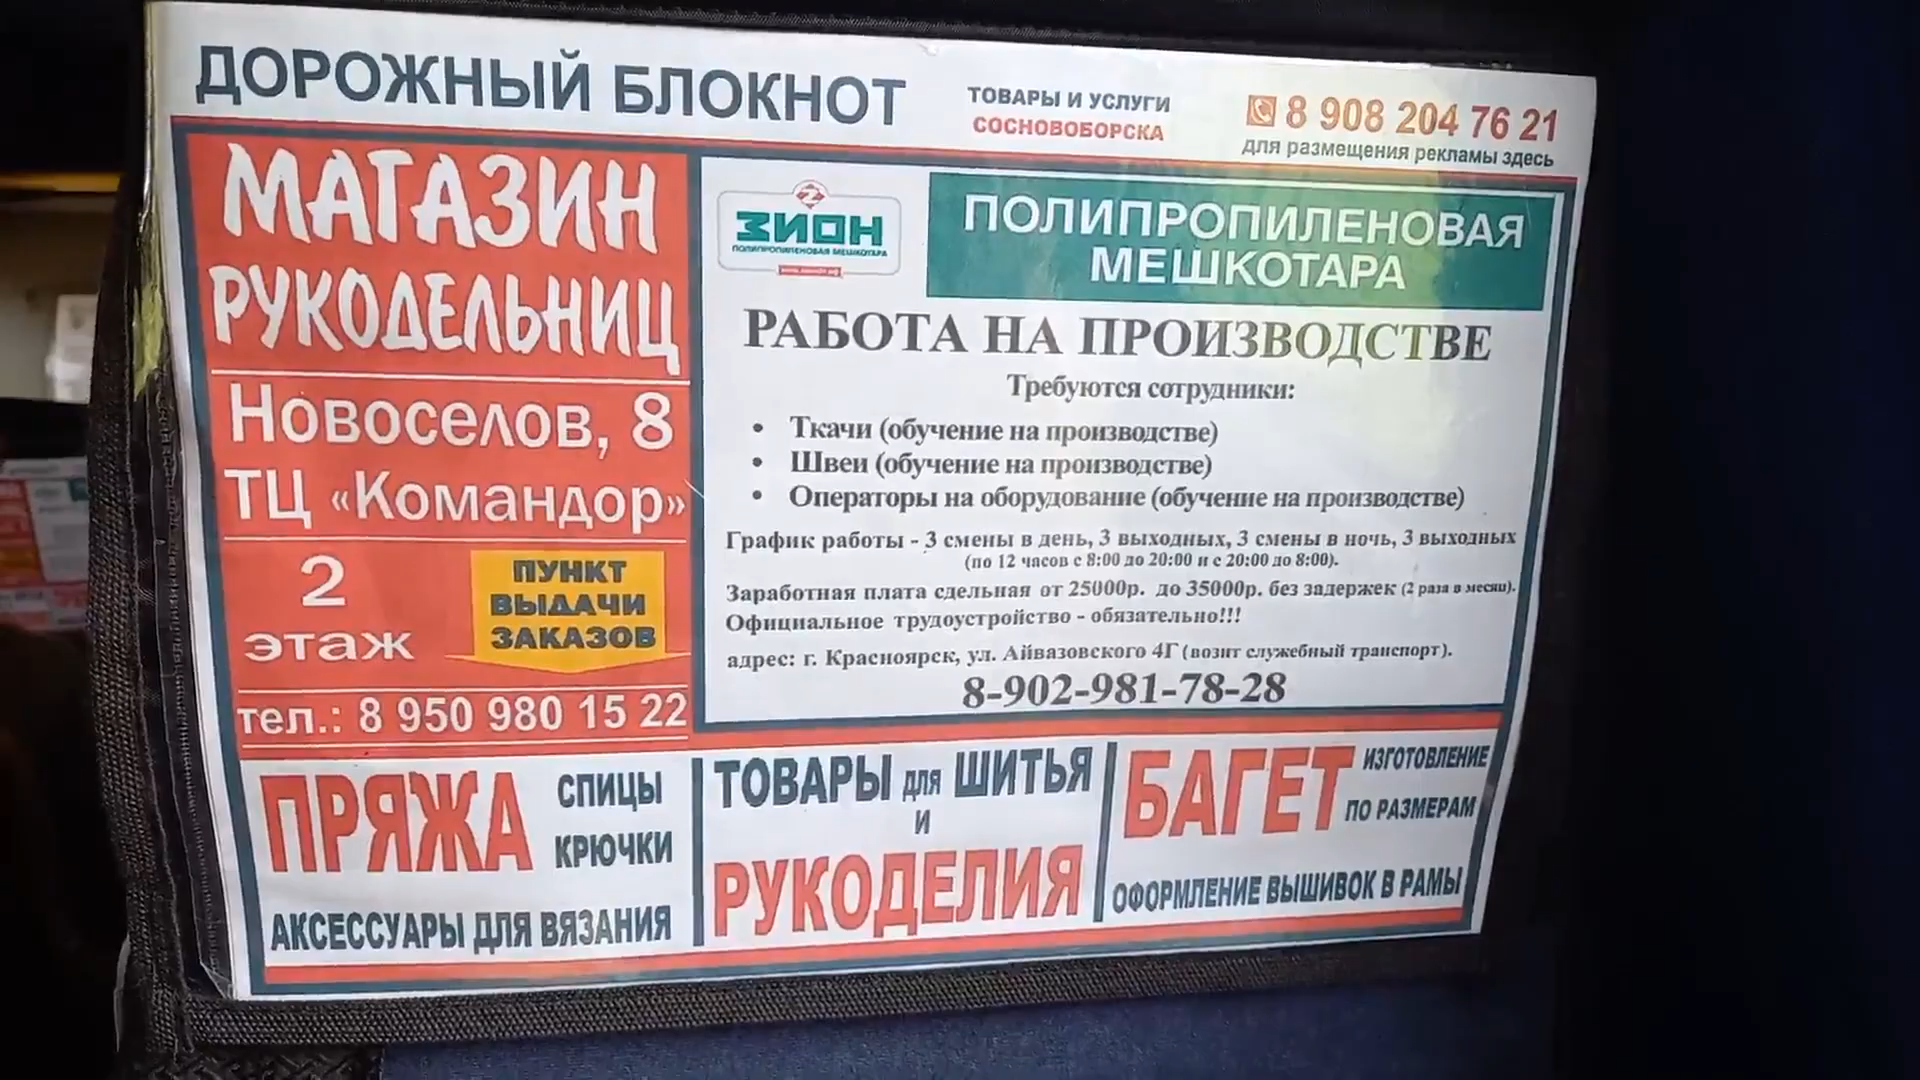 ДОРОЖНЫЙ БЛОКНОТ
ТОВАРЫ И УСЛУГИ
СОСНОВОБОРСКА
8 908 204 76 21
для размещения рекламы здесь
МАГАЗИН
РУКОДЕЛЬНИЦ
Новоселов, 8
ТЦ «Командор»
2
этаж
ПУНКТ
ВЫДАЧИ
ЗАКАЗОВ
тел.: 8 950 980 15 22
ЗИОН
ПОЛИПРОПИЛЕНОВАЯ МЕШКОТАРА
ПОЛИПРОПИЛЕНОВАЯ
МЕШКОТАРА
РАБОТА НА ПРОИЗВОДСТВЕ
Требуются сотрудники:
• Ткачи (обучение на производстве)
• Швеи (обучение на производстве)
• Операторы на оборудование (обучение на производстве)
График работы - 3 смены в день, 3 выходных, 3 смены в ночь, 3 выходных
(по 12 часов с 8:00 до 20:00 и с 20:00 до 8:00).
Заработная плата сдельная от 25000р. до 35000р. без задержек (2 раза в месяц).
Официальное трудоустройство - обязательно!!!
адрес: г. Красноярск, ул. Айвазовского 4Г (возит служебный транспорт).
8-902-981-78-28
ПРЯЖА
СПИЦЫ
КРЮЧКИ
АКСЕССУАРЫ ДЛЯ ВЯЗАНИЯ
ТОВАРЫ для ШИТЬЯ
И
РУКОДЕЛИЯ
БАГЕТ
ИЗГОТОВЛЕНИЕ
ПО РАЗМЕРАМ
ОФОРМЛЕНИЕ ВЫШИВОК В РАМЫ